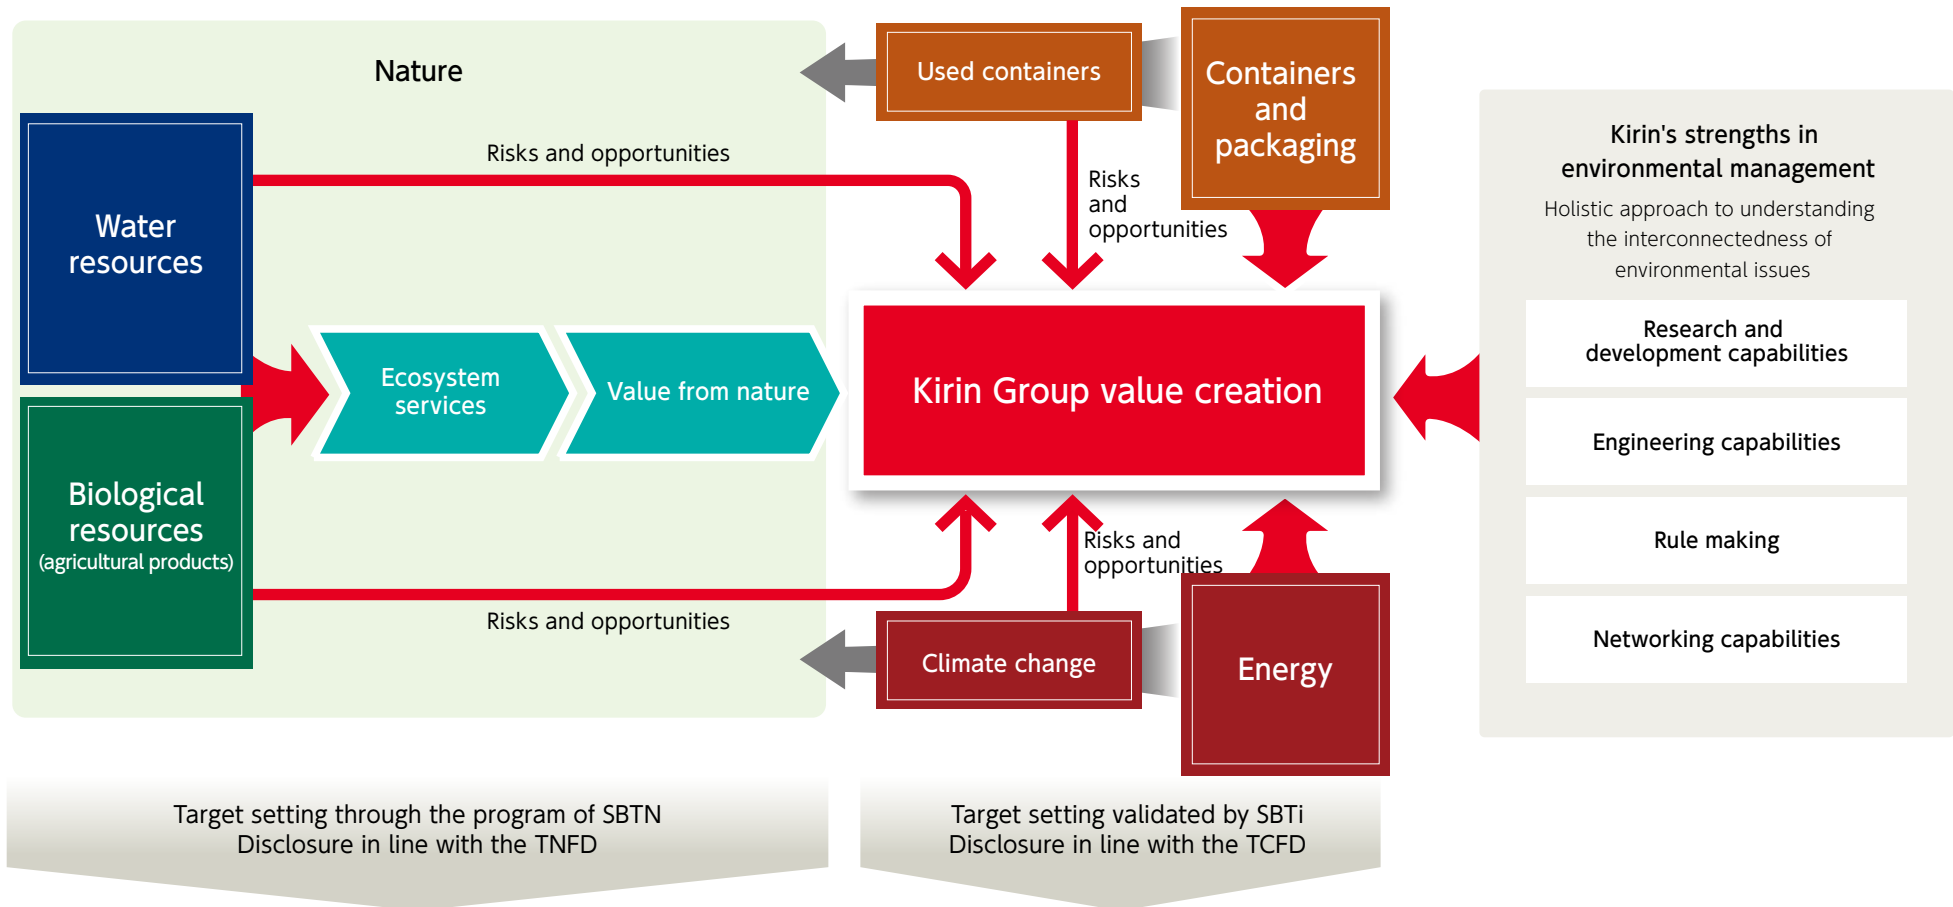 Nature
Water
resources
Biological
resources
(agricultural products)
Risks and opportunities
Ecosystem
services
Value from nature
Risks and opportunities
Used containers
Containers
and
packaging
Risks
and
opportunities
Kirin Group value creation
Risks and
opportunities
Climate change
Energy
Kirin's strengths in
environmental management
Holistic approach to understanding
the interconnectedness of
environmental issues
Research and
development capabilities
Engineering capabilities
Rule making
Networking capabilities
Target setting through the program of SBTN
Disclosure in line with the TNFD
Target setting validated by SBTi
Disclosure in line with the TCFD